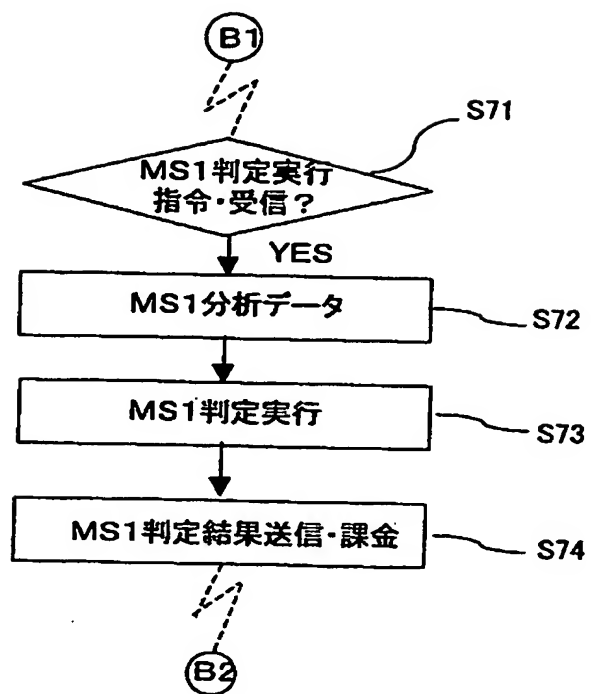 B1
S71
MS1判定実行
指令・受信？
YES
MS1分析データ
S72
MS1判定実行
S73
MS1判定結果送信・課金
S74
B2